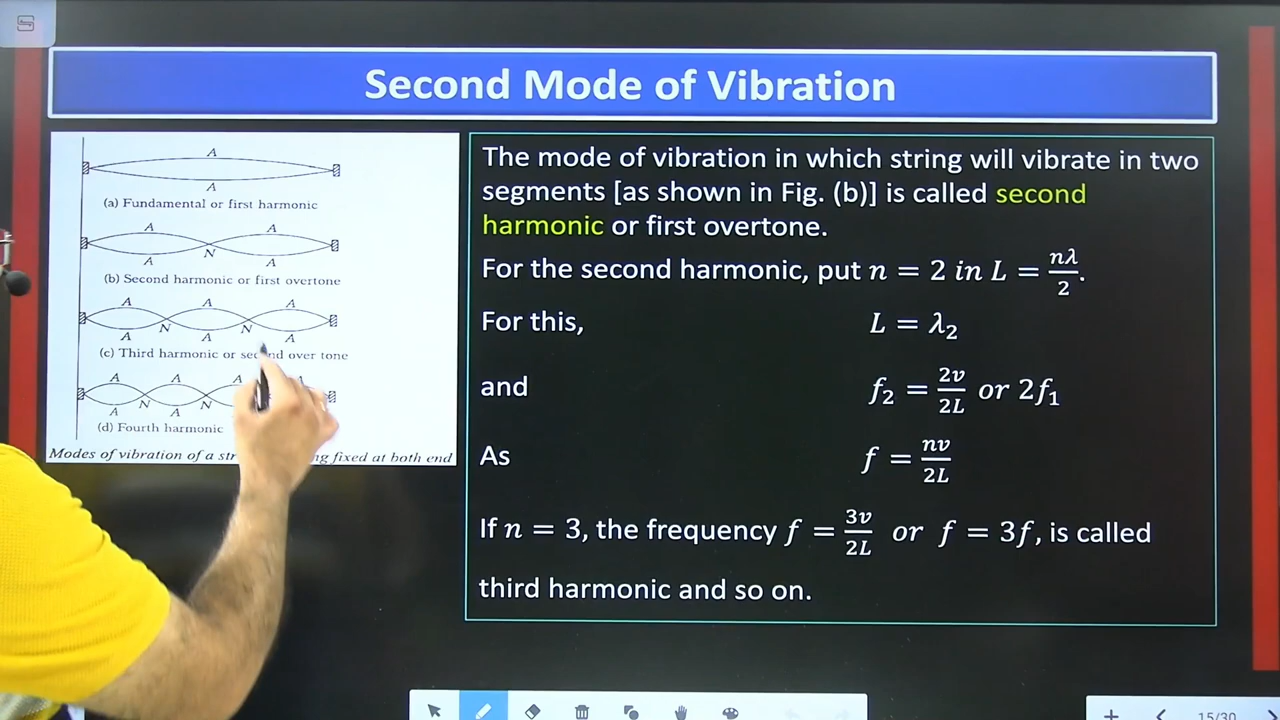 Second Mode of Vibration
A
A
(a) Fundamental or first harmonic
A A
N
A A
(b) Second harmonic or first overtone
A A A
N N
A A A
(c) Third harmonic or second over tone
A A A A
A N A N
(d) Fourth harmonic
Modes of vibration of a fixed at both end
The mode of vibration in which string will vibrate in two
segments [as shown in Fig. (b)] is called second
harmonic or first overtone.
For the second harmonic, put n = 2 in L = nλ/2.
For this, L = λ₂
and f₂ = 2v/2L or 2f₁
As f = nv/2L
If n = 3, the frequency f = 3v/2L or f = 3f, is called
third harmonic and so on.
15/30